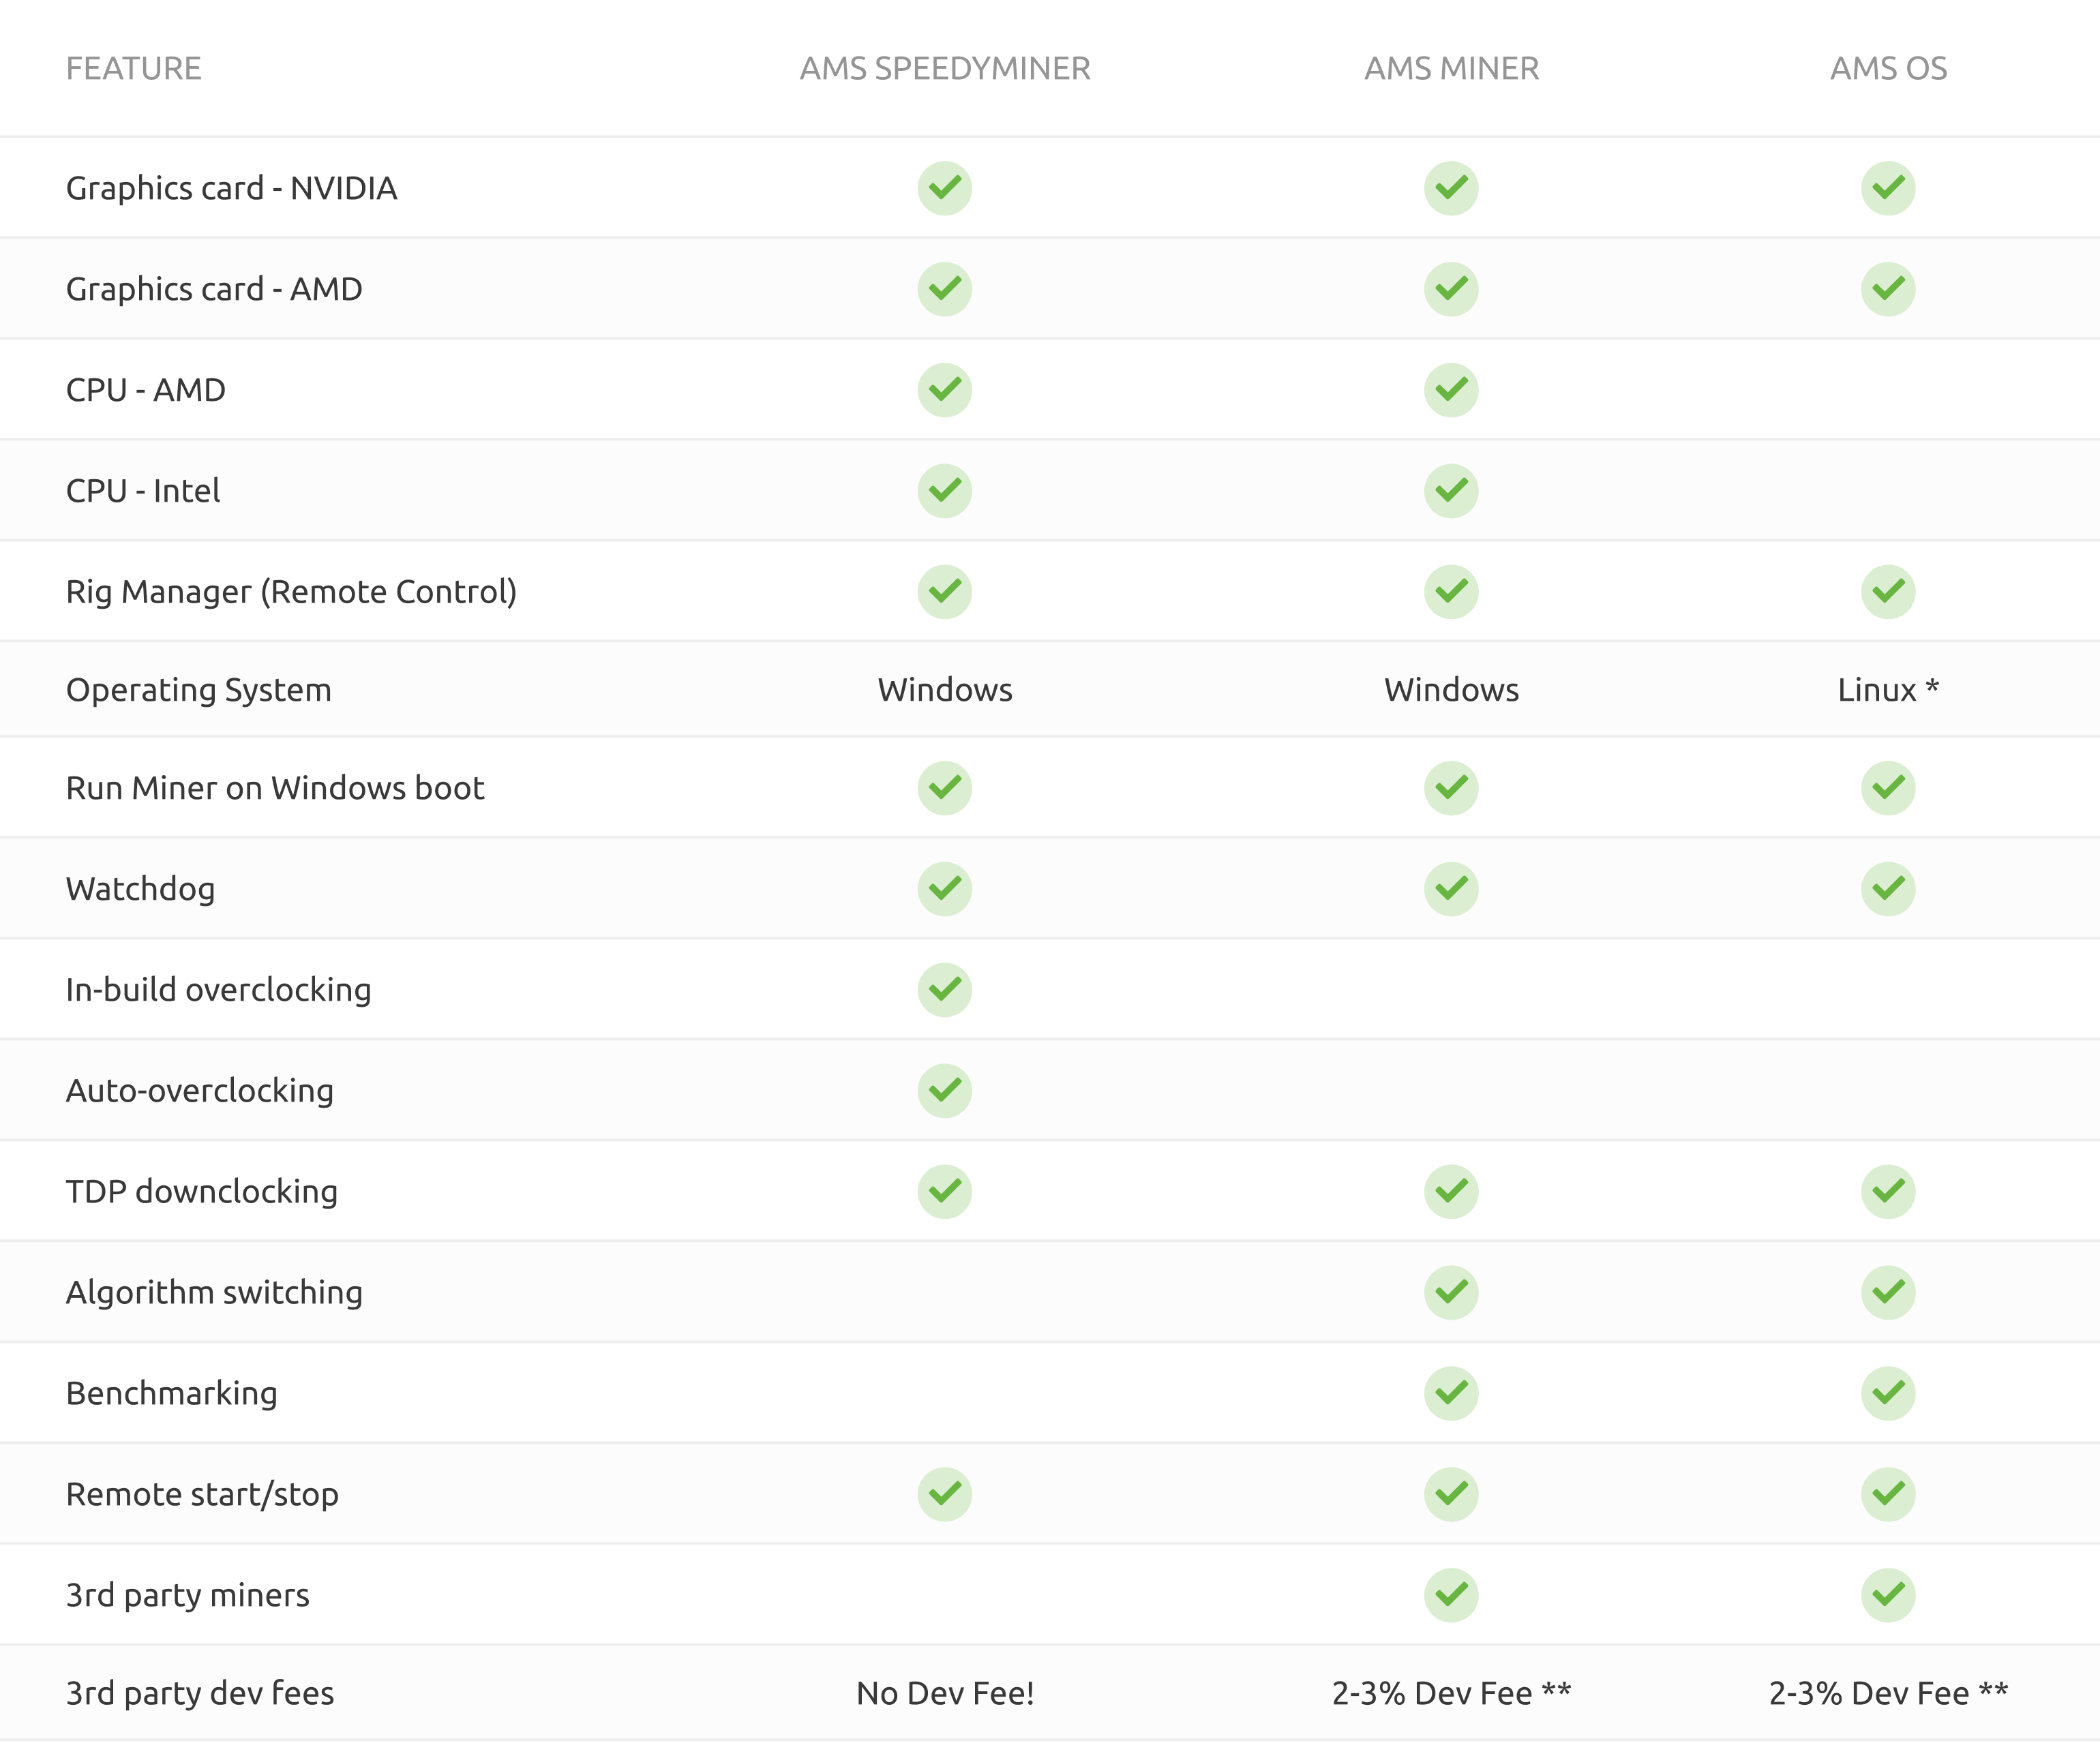 FEATURE AMS SPEEDYMINER AMS MINER AMS OS
Graphics card - NVIDIA
Graphics card - AMD
CPU - AMD
CPU - Intel
Rig Manager (Remote Control)
Operating System Windows Windows Linux *
Run Miner on Windows boot
Watchdog
In-build overclocking
Auto-overclocking
TDP downclocking
Algorithm switching
Benchmarking
Remote start/stop
3rd party miners
3rd party dev fees No Dev Fee! 2-3% Dev Fee ** 2-3% Dev Fee **